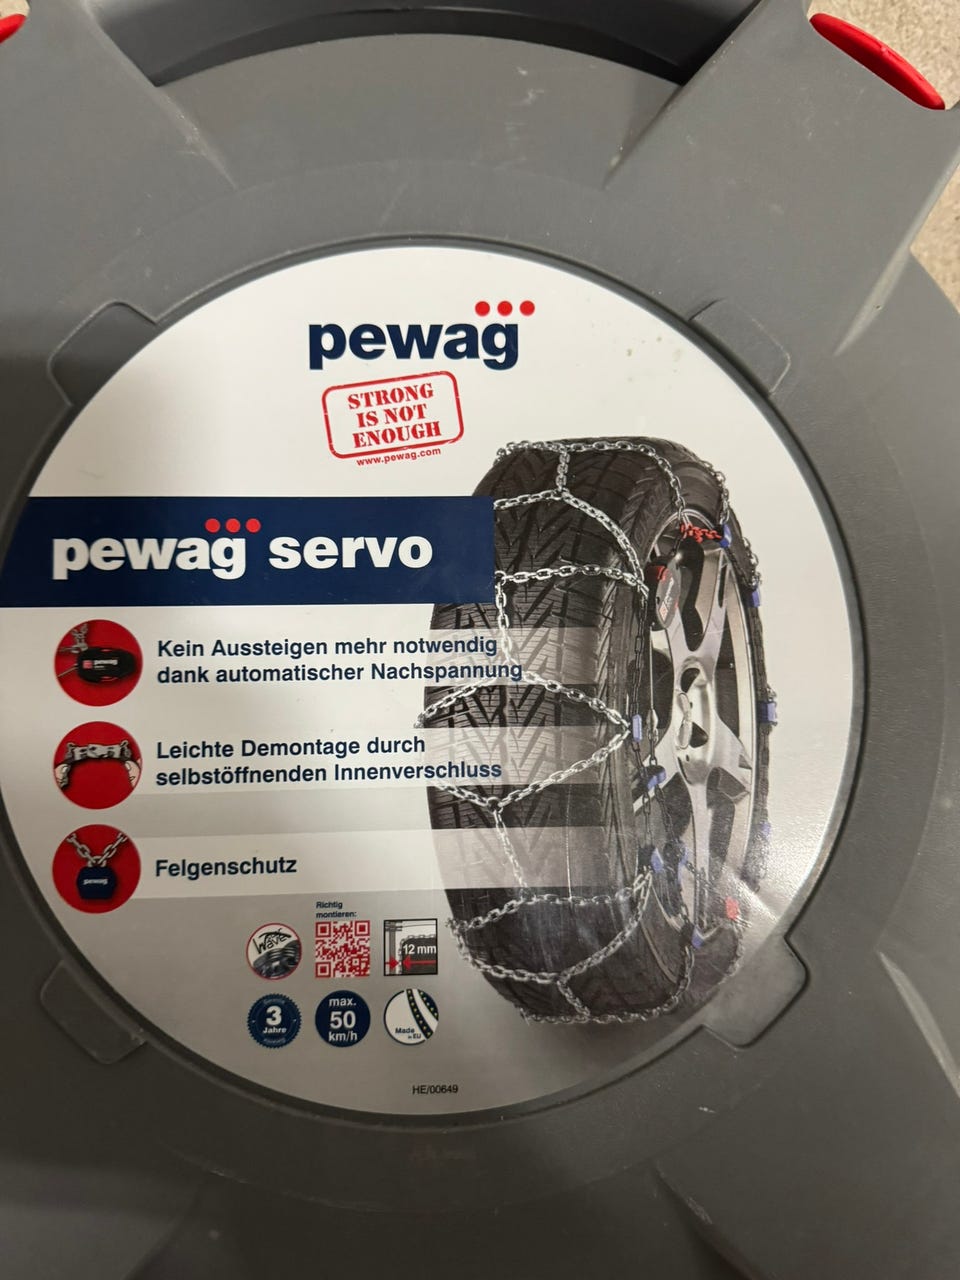 pewag
STRONG
IS NOT
ENOUGH
www.pewag.com
pewag servo
pewag
Kein Aussteigen mehr notwendig
dank automatischer Nachspannung
Leichte Demontage durch
selbstöffnenden Innenverschluss
pewag
Felgenschutz
Richtig
montieren:
Wave
12 mm
3
Jahre
max.
50
km/h
Made
in EU
HE/00649